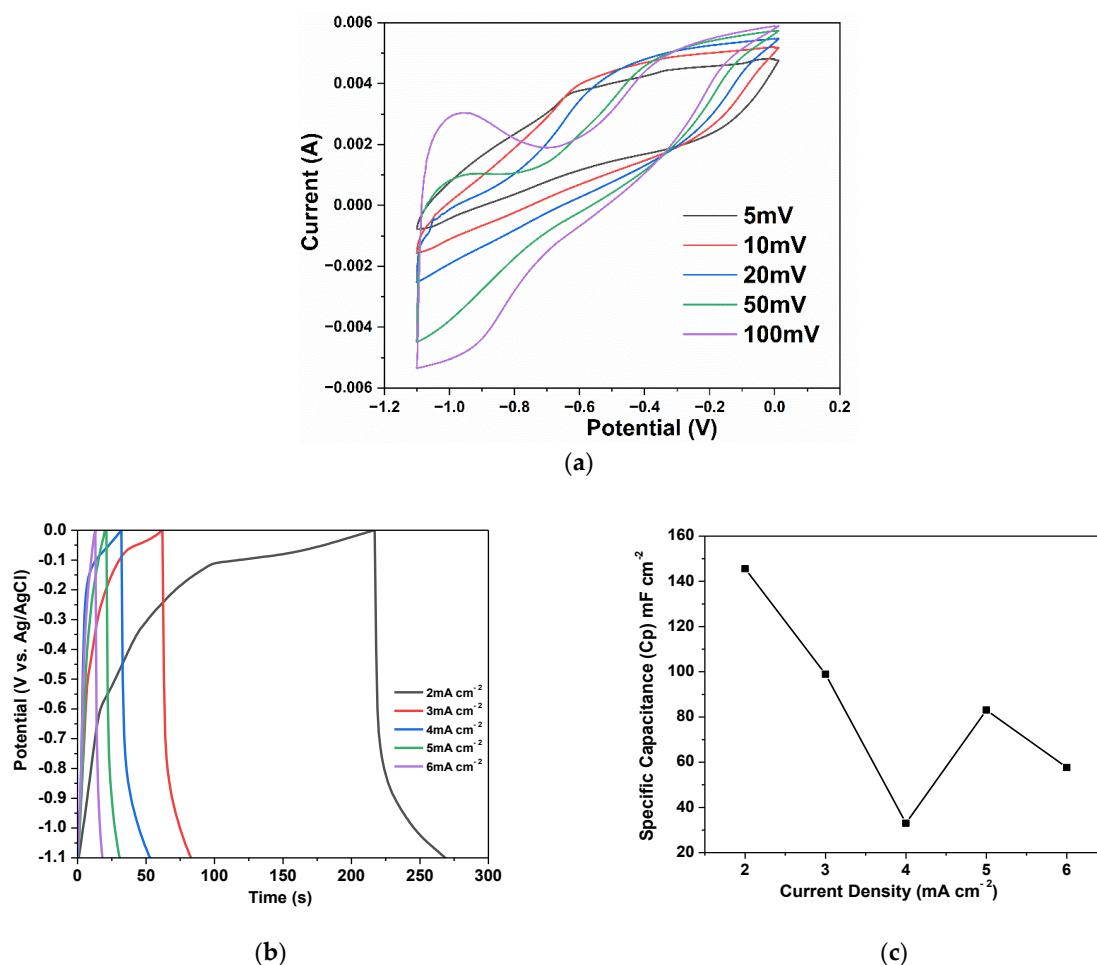 0.006
0.004
0.002
0.000
−0.002
−0.004
−0.006
Current (A)
5mV
10mV
20mV
50mV
100mV
−1.2 −1.0 −0.8 −0.6 −0.4 −0.2 0.0 0.2
Potential (V)
(a)
0.0
-0.1
-0.2
-0.3
-0.4
-0.5
-0.6
-0.7
-0.8
-0.9
-1.0
-1.1
Potential (V vs. Ag/AgCl)
2mA cm⁻²
3mA cm⁻²
4mA cm⁻²
5mA cm⁻²
6mA cm⁻²
0 50 100 150 200 250 300
Time (s)
(b)
160
140
120
100
80
60
40
20
Specific Capacitance (Cp) mF cm⁻²
2 3 4 5 6
Current Density (mA cm⁻²)
(c)